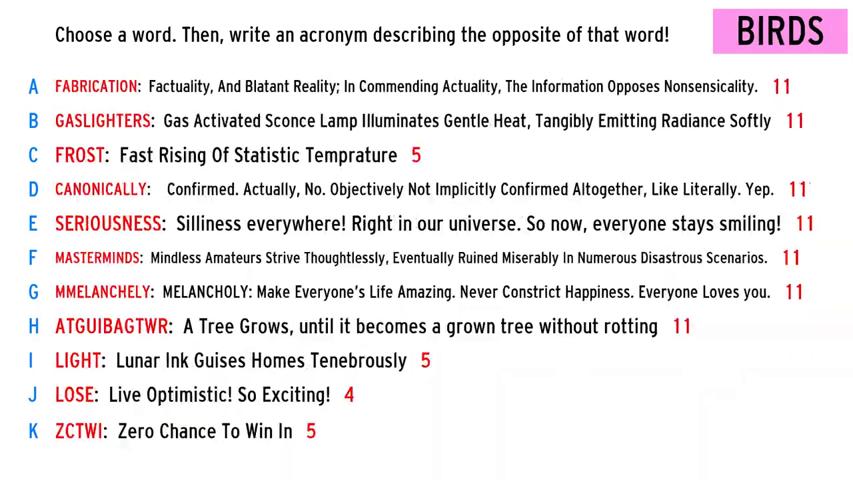 Choose a word. Then, write an acronym describing the opposite of that word!
BIRDS
A FABRICATION: Factuality, And Blatant Reality; In Commending Actuality, The Information Opposes Nonsensicality. 11
B GASLIGHTERS: Gas Activated Sconce Lamp Illuminates Gentle Heat, Tangibly Emitting Radiance Softly 11
C FROST: Fast Rising Of Statistic Temprature 5
D CANONICALLY: Confirmed. Actually, No. Objectively Not Implicitly Confirmed Altogether, Like Literally. Yep. 11
E SERIOUSNESS: Silliness everywhere! Right in our universe. So now, everyone stays smiling! 11
F MASTERMINDS: Mindless Amateurs Strive Thoughtlessly, Eventually Ruined Miserably In Numerous Disastrous Scenarios. 11
G MMELANCHELY: MELANCHOLY: Make Everyone's Life Amazing. Never Constrict Happiness. Everyone Loves you. 11
H ATGUIBAGTWR: A Tree Grows, until it becomes a grown tree without rotting 11
I LIGHT: Lunar Ink Guises Homes Tenebrously 5
J LOSE: Live Optimistic! So Exciting! 4
K ZCTWI: Zero Chance To Win In 5